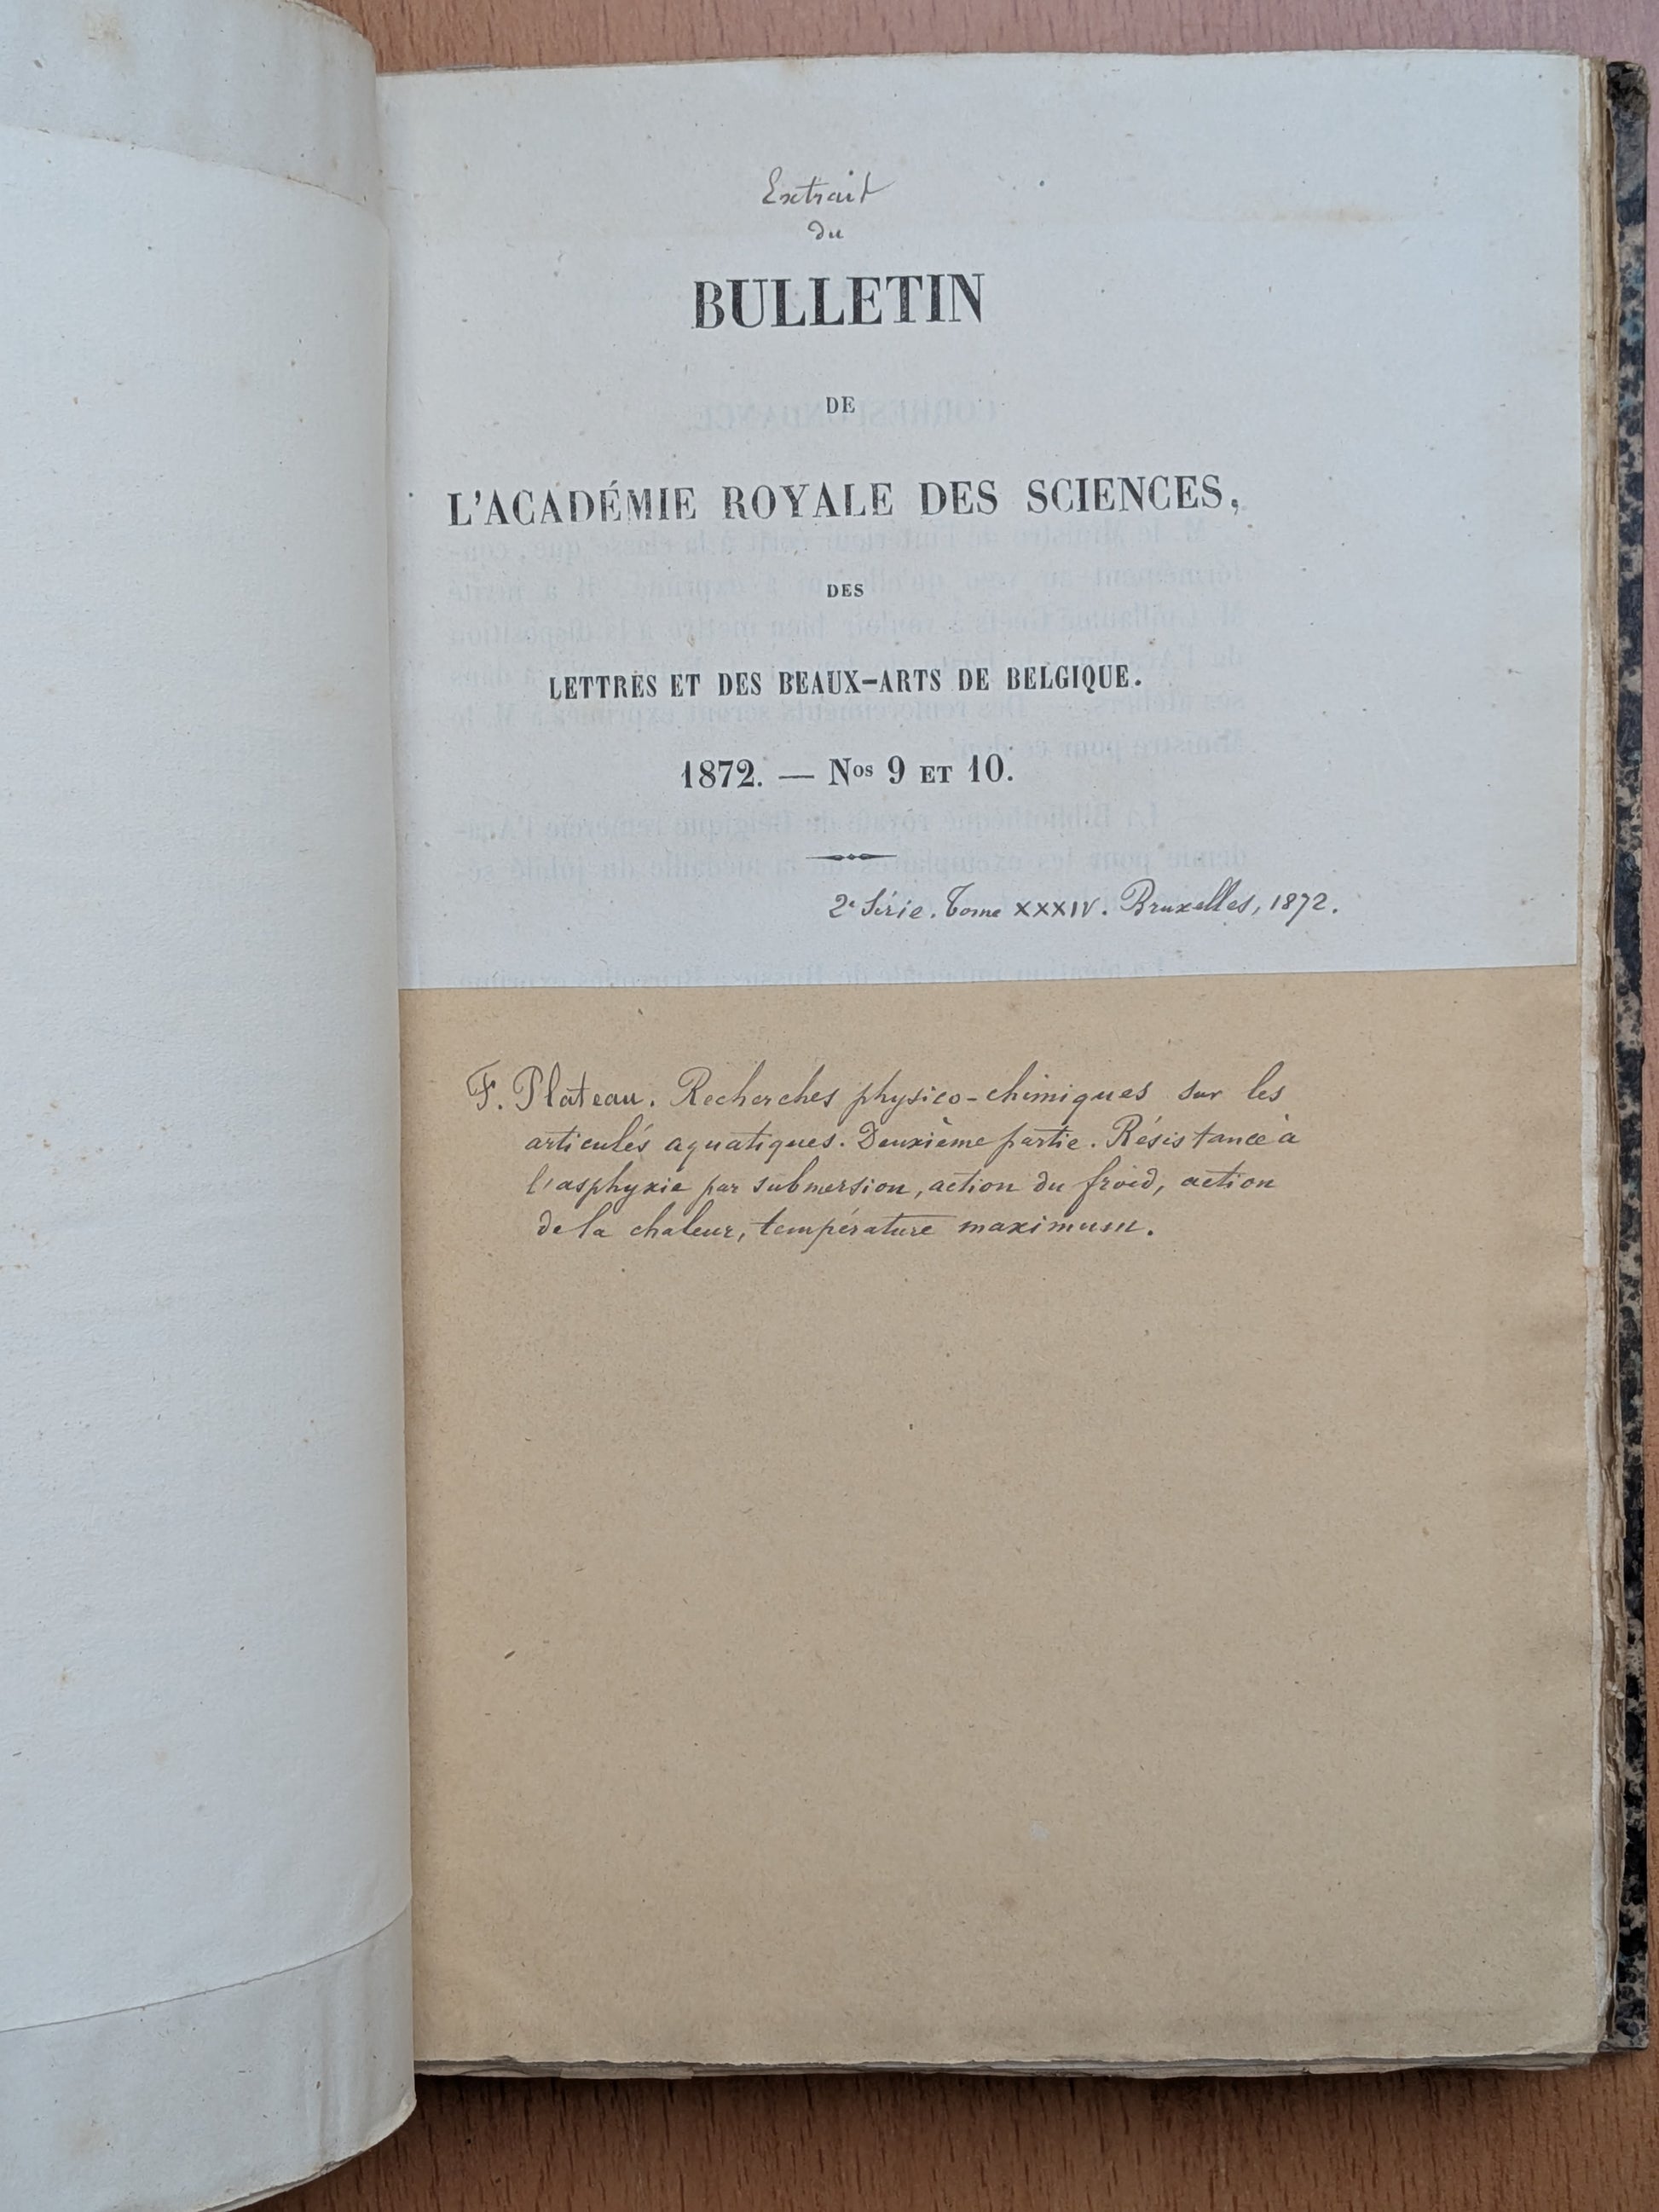 Extrait
du
BULLETIN
DE
L'ACADÉMIE ROYALE DES SCIENCES,
DES
LETTRES ET DES BEAUX-ARTS DE BELGIQUE.
1872. — Nos 9 ET 10.
2e Série. Tome XXXIV. Bruxelles, 1872.
F. Plateau. Recherches physico-chimiques sur les
articulés aquatiques. Deuxième partie. Résistance à
l'asphyxie par submersion, action du froid, action
de la chaleur, température maximum.